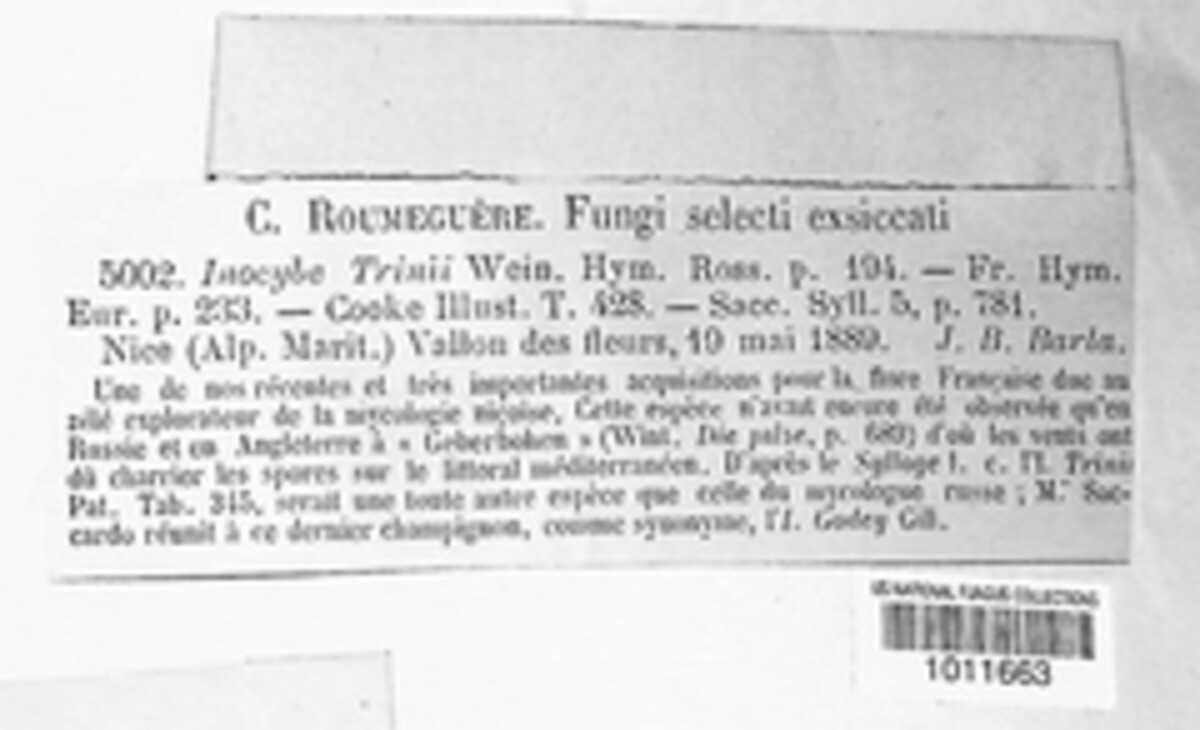 C. ROUMEGUÈRE. Fungi selecti exsiccati
5002. Inocybe Trinii Wein. Hym. Ross. p. 194. — Fr. Hym.
Eur. p. 233. — Cooke Illust. T. 428. — Sacc. Syll. 5, p. 781.
Nice (Alp. Marit.) Vallon des fleurs, 19 mai 1889. J. B. Barla.
Une de nos récentes et très importantes acquisitions pour la flore Française due au
zélé explorateur de la mycologie niçoise. Cette espèce n'avait encore été observée qu'en
Russie et en Angleterre à « » (Wint. Die p. 689) d'où les vents ont
dû charrier les spores sur le littoral méditerranéen. D'après le Sylloge l. c. l'I. Trinii
Pat. Tab. 345, serait une toute autre espèce que celle du mycologue russe ; Mr Sac-
cardo réunit à ce dernier champignon, comme synonyme, l'I. Godey Gill.
US NATIONAL FUNGUS COLLECTIONS
1011663